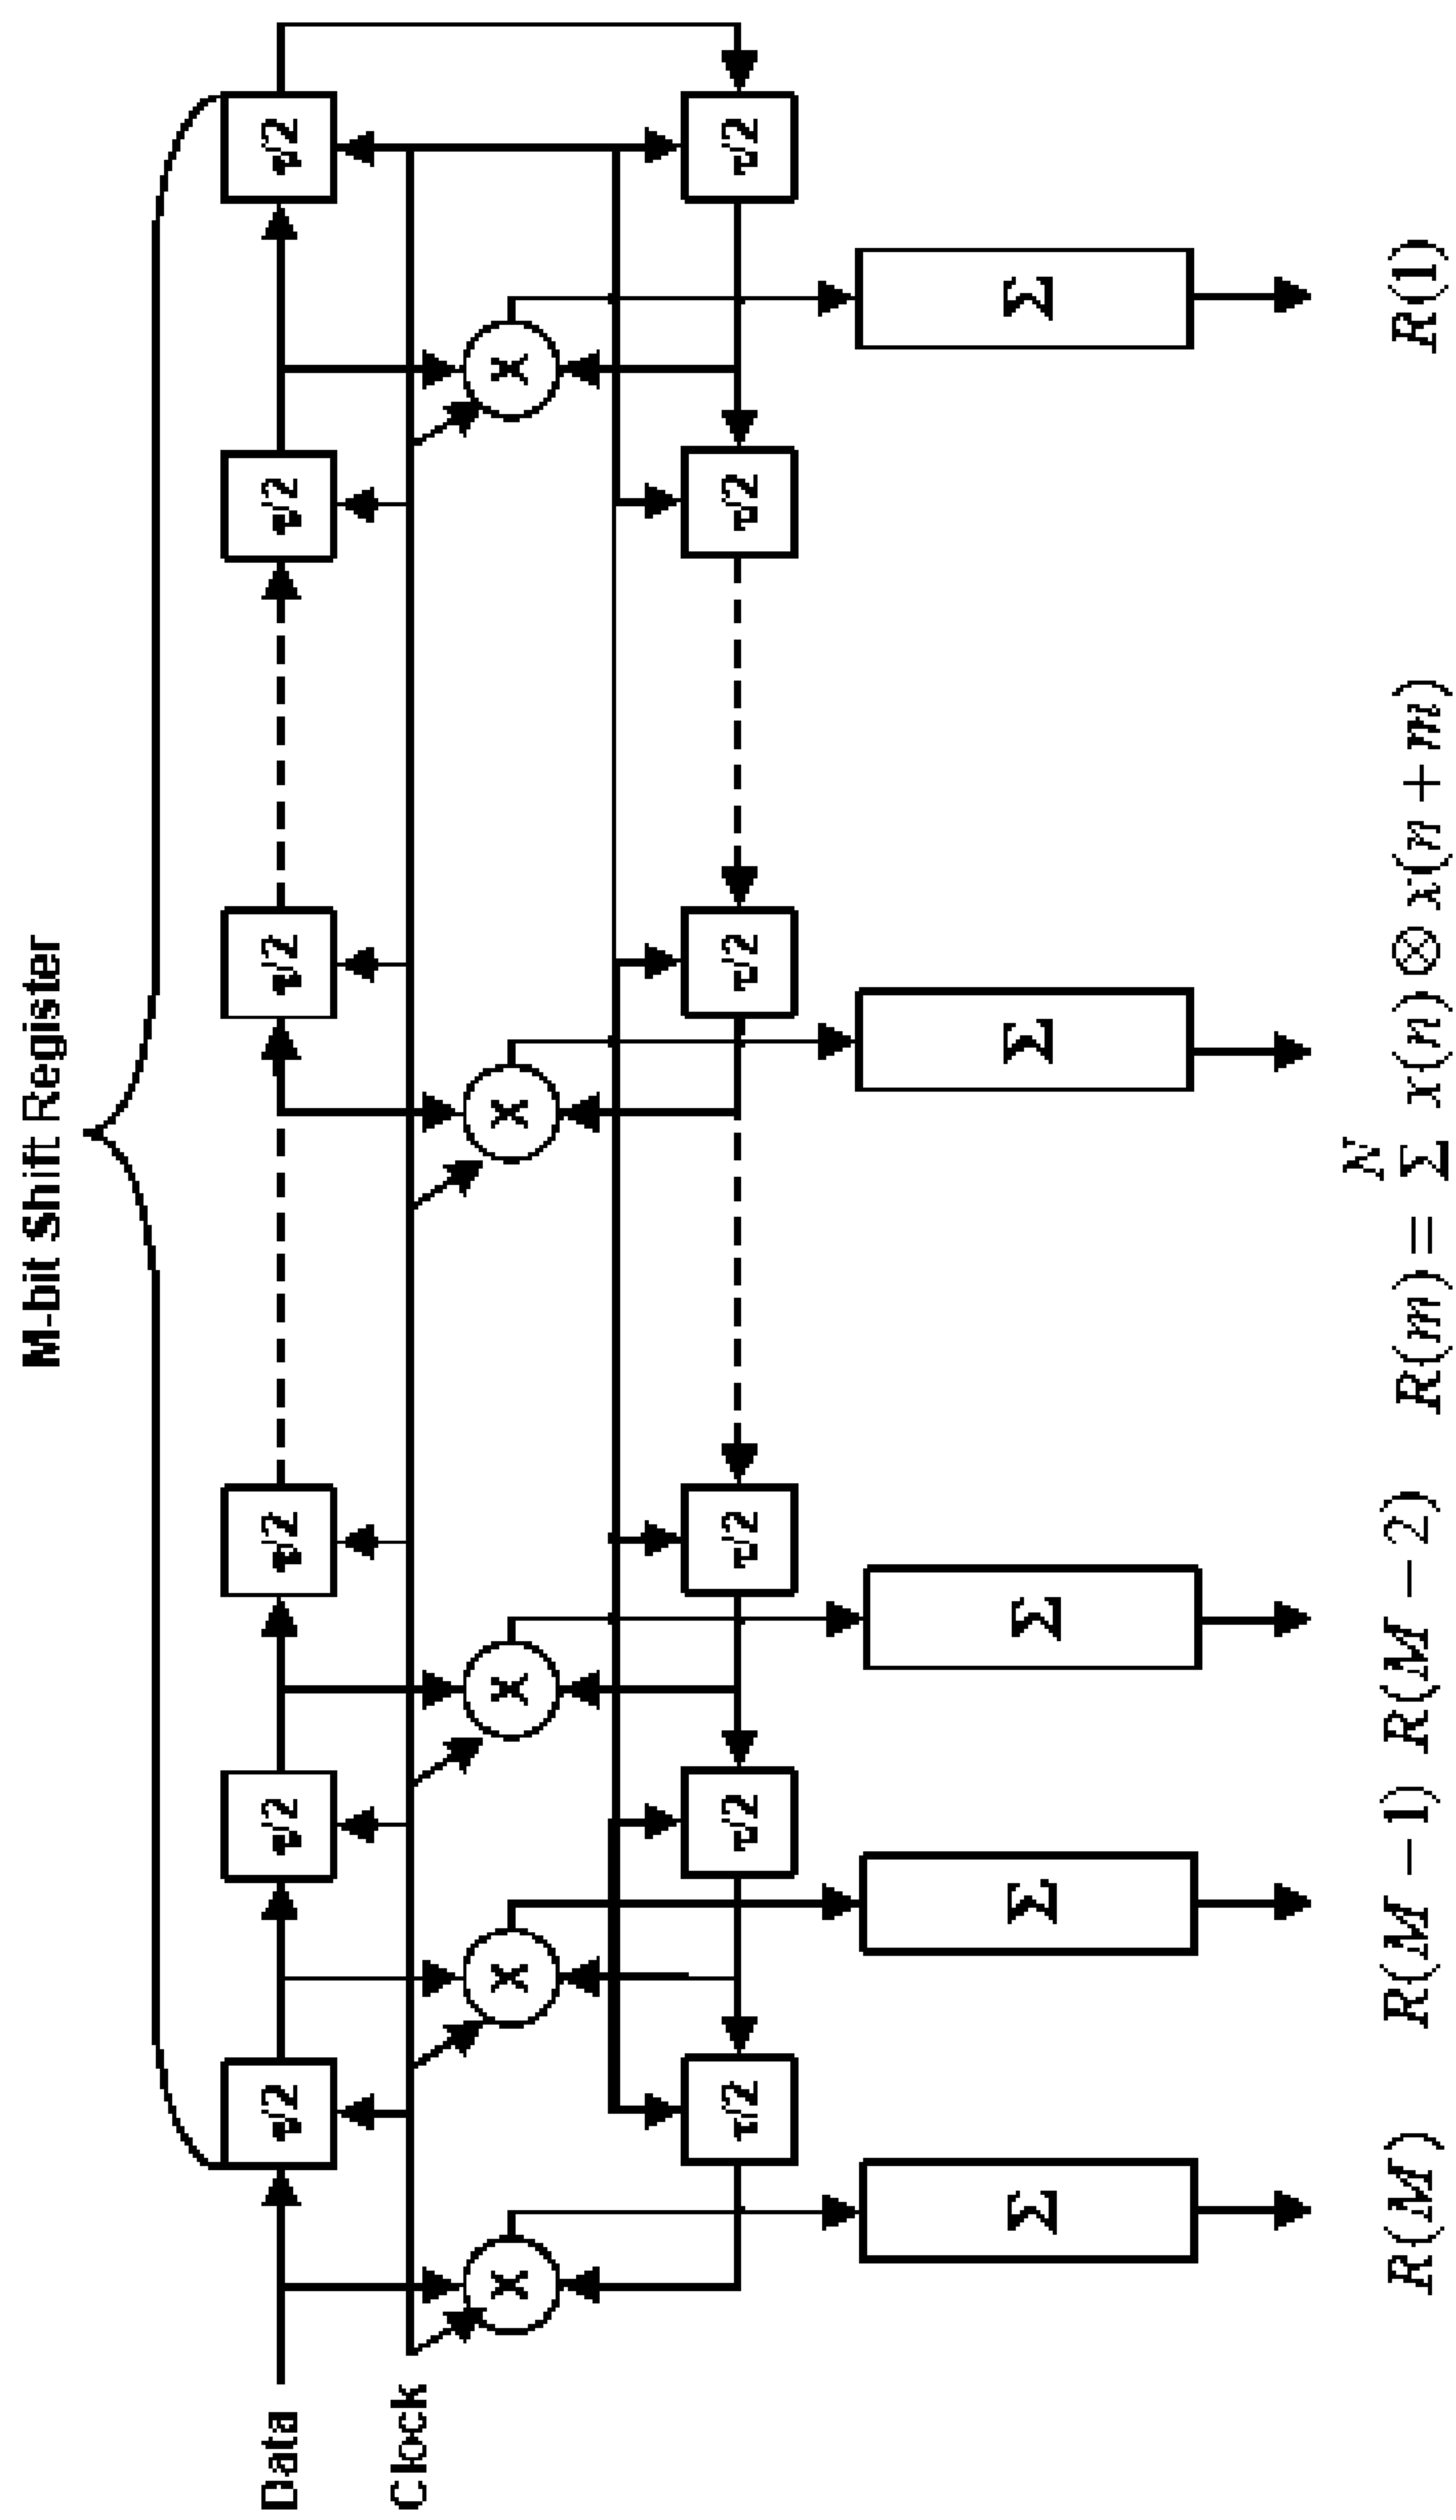 M-bit Shift Register
Data τ/2 τ/2 τ/2 τ/2 τ/2 τ/2
Clock
× × × × ×
τ/2 τ/2 τ/2 τ/2 τ/2 τ/2
Σ Σ Σ Σ Σ
N
R(M) R(M − 1) R(M − 2) R(m) = Σ x(n) ⊗ x(n + m) R(1)